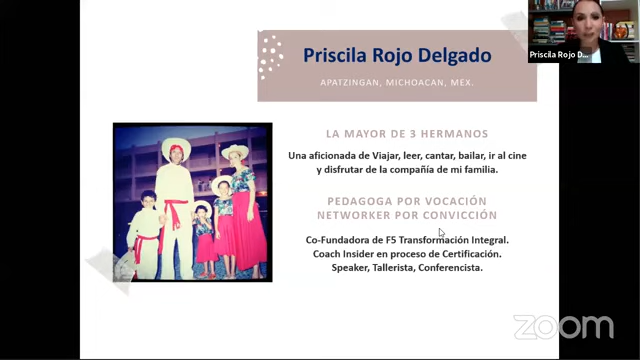 Priscila Rojo Delgado
APATZINGAN, MICHOACAN, MEX.
Priscila Rojo D...
LA MAYOR DE 3 HERMANOS
Una aficionada de Viajar, leer, cantar, bailar, ir al cine
y disfrutar de la compañía de mi familia.
PEDAGOGA POR VOCACIÓN
NETWORKER POR CONVICCIÓN
Co-Fundadora de F5 Transformación Integral.
Coach Insider en proceso de Certificación.
Speaker, Tallerista, Conferencista.
zoom